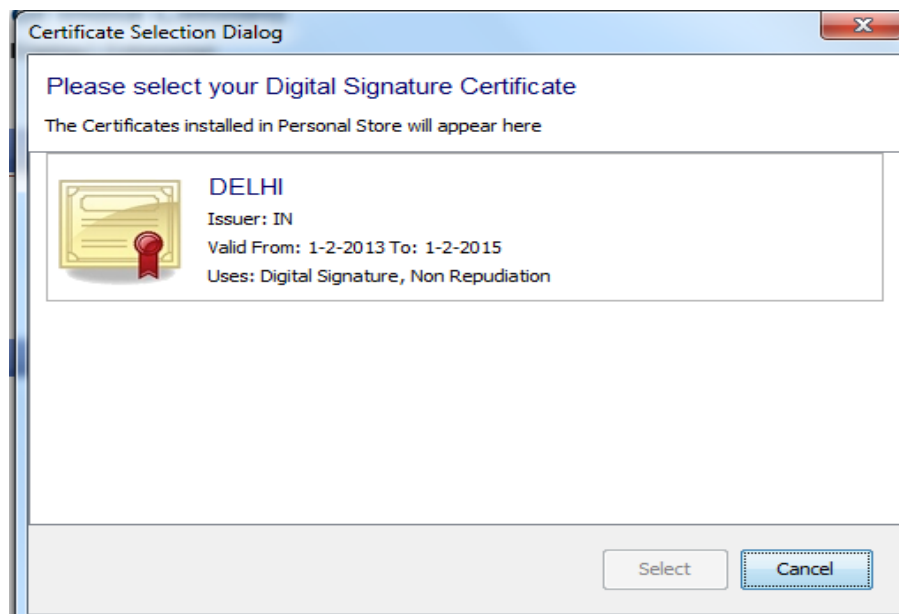 Certificate Selection Dialog
Please select your Digital Signature Certificate
The Certificates installed in Personal Store will appear here
DELHI
Issuer: IN
Valid From: 1-2-2013 To: 1-2-2015
Uses: Digital Signature, Non Repudiation
Select
Cancel